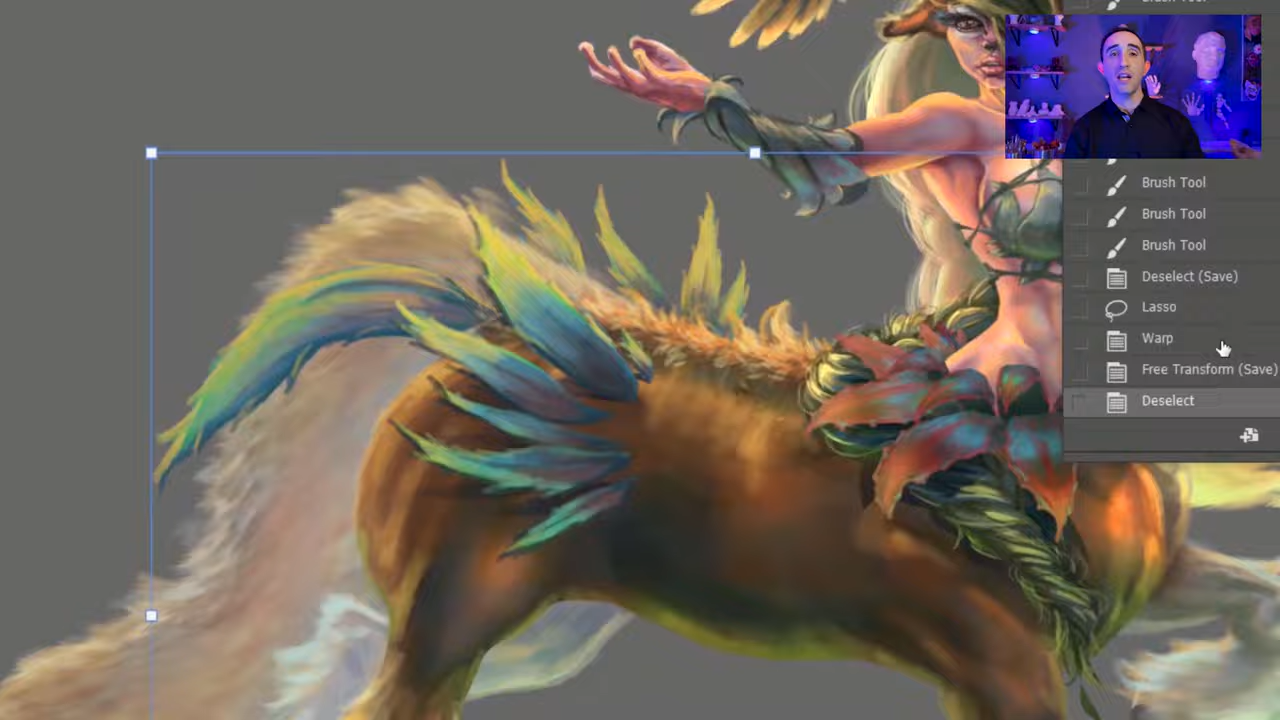 Brush Tool
Brush Tool
Brush Tool
Deselect (Save)
Lasso
Warp
Free Transform (Save)
Deselect